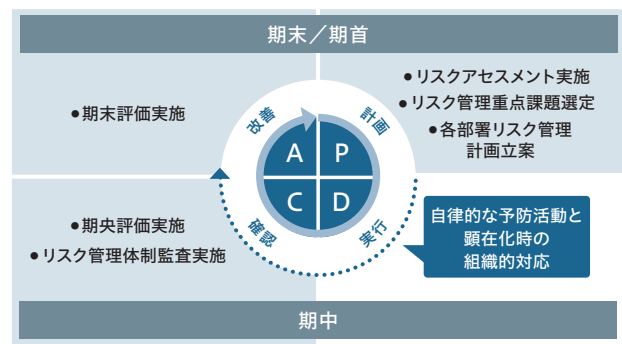 期末／期首
●期末評価実施
●リスクアセスメント実施
●リスク管理重点課題選定
●各部署リスク管理
計画立案
改善
計画
A
P
C
D
確認
実行
●期央評価実施
●リスク管理体制監査実施
自律的な予防活動と
顕在化時の
組織的対応
期中